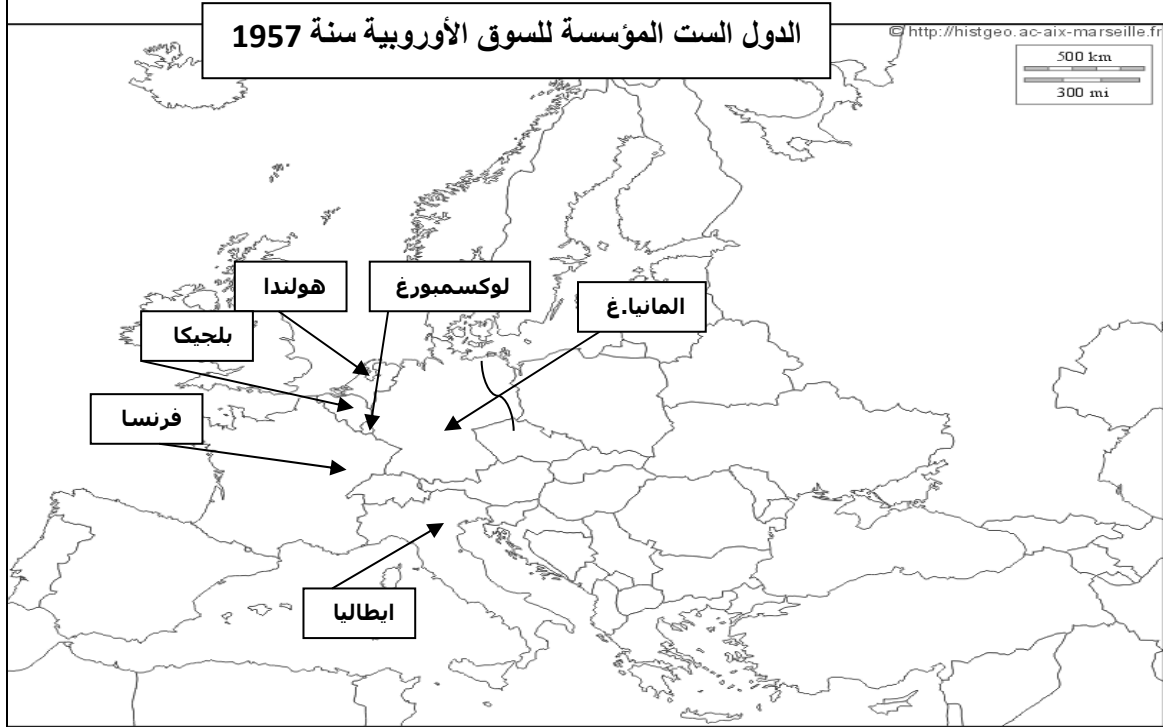 الدول الست المؤسسة للسوق الأوروبية سنة 1957
© http://histgeo.ac-aix-marseille.fr
500 km
300 mi
هولندا
لوكسمبورغ
المانيا.غ
بلجيكا
فرنسا
ايطاليا